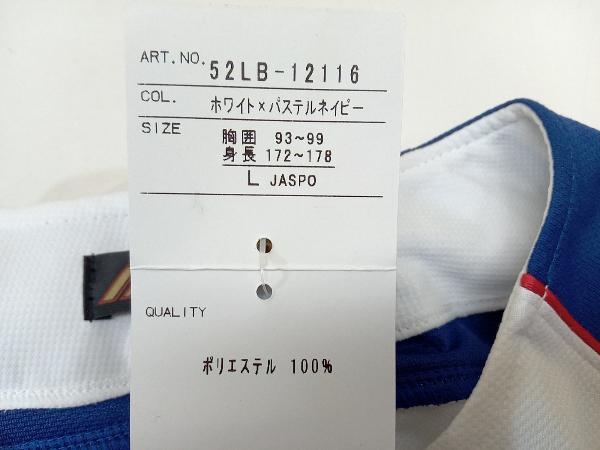 ART.NO. 52LB-12116
COL. ホワイト×パステルネイビー
SIZE 胸囲 93~99
身長 172~178
L JASPO
QUALITY
ポリエステル 100%